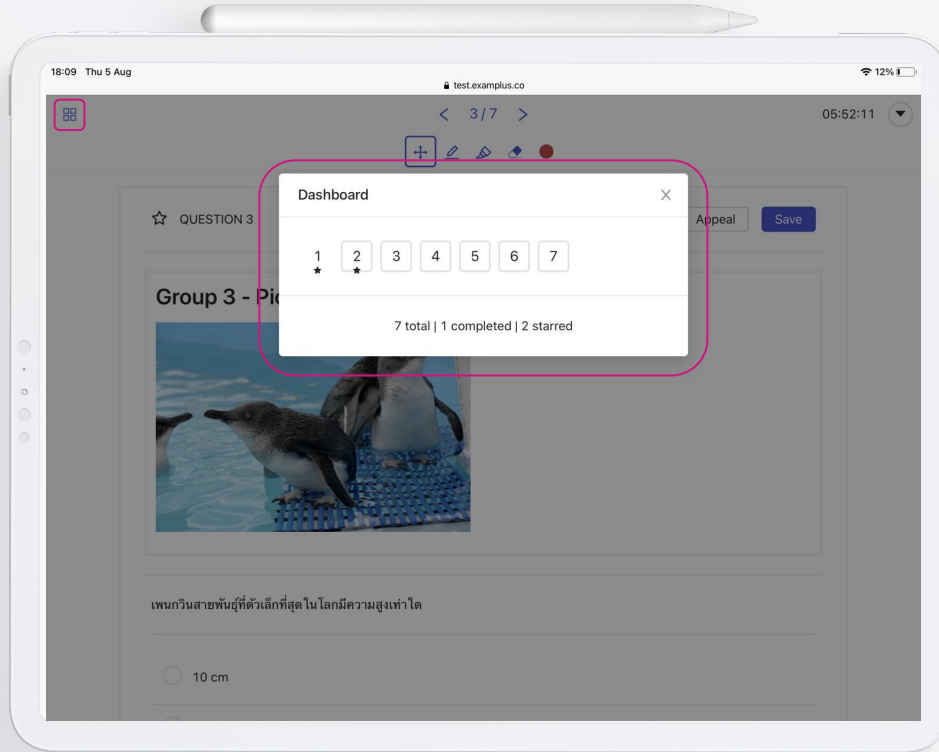 18:09 Thu 5 Aug
12%
test.examplus.co
3/7
05:52:11
Dashboard
QUESTION 3
Appeal
Save
1 2 3 4 5 6 7
Group 3 - Pic
7 total | 1 completed | 2 starred
เพนกวินสายพันธุ์ที่ตัวเล็กที่สุดในโลกมีความสูงเท่าใด
10 cm